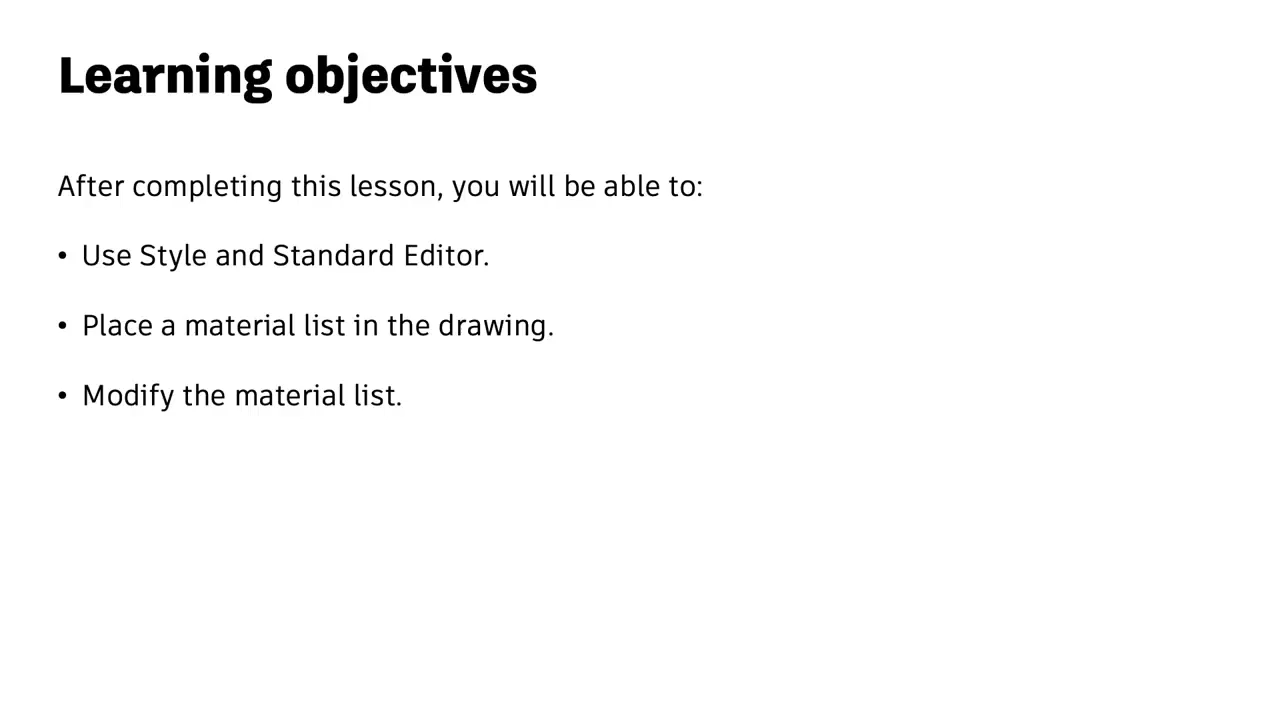 Learning objectives
After completing this lesson, you will be able to:
• Use Style and Standard Editor.
• Place a material list in the drawing.
• Modify the material list.